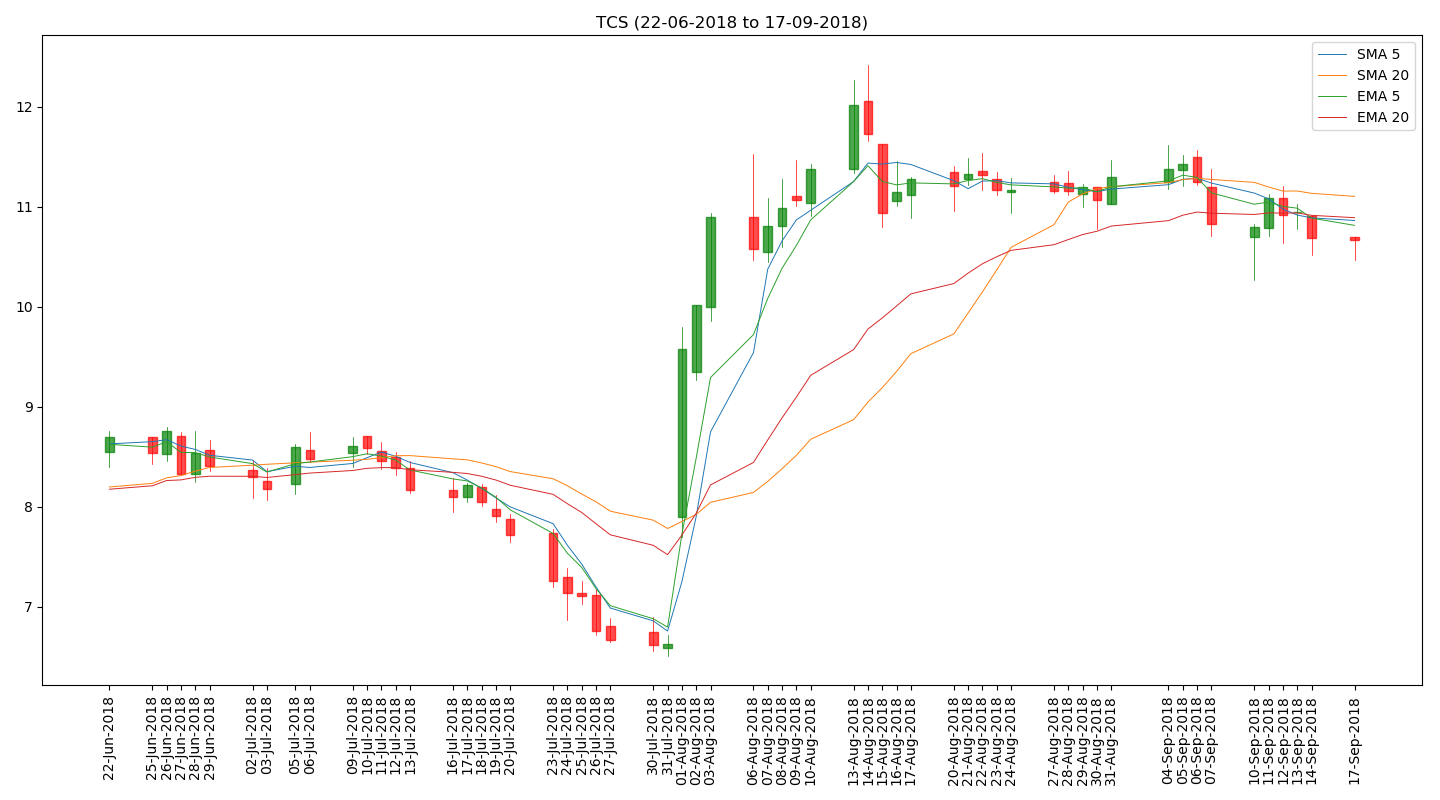 TCS (22-06-2018 to 17-09-2018)
SMA 5
SMA 20
EMA 5
EMA 20
12
11
10
9
8
7
22-Jun-2018
25-Jun-2018
26-Jun-2018
27-Jun-2018
28-Jun-2018
29-Jun-2018
02-Jul-2018
03-Jul-2018
05-Jul-2018
06-Jul-2018
09-Jul-2018
10-Jul-2018
11-Jul-2018
12-Jul-2018
13-Jul-2018
16-Jul-2018
17-Jul-2018
18-Jul-2018
19-Jul-2018
20-Jul-2018
23-Jul-2018
24-Jul-2018
25-Jul-2018
26-Jul-2018
27-Jul-2018
30-Jul-2018
31-Jul-2018
01-Aug-2018
02-Aug-2018
03-Aug-2018
06-Aug-2018
07-Aug-2018
08-Aug-2018
09-Aug-2018
10-Aug-2018
13-Aug-2018
14-Aug-2018
15-Aug-2018
16-Aug-2018
17-Aug-2018
20-Aug-2018
21-Aug-2018
22-Aug-2018
23-Aug-2018
24-Aug-2018
27-Aug-2018
28-Aug-2018
29-Aug-2018
30-Aug-2018
31-Aug-2018
04-Sep-2018
05-Sep-2018
06-Sep-2018
07-Sep-2018
10-Sep-2018
11-Sep-2018
12-Sep-2018
13-Sep-2018
14-Sep-2018
17-Sep-2018